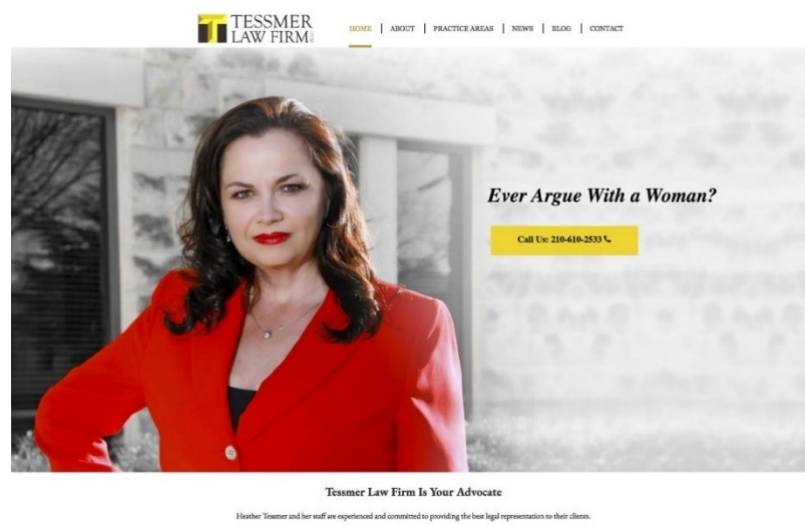 TESSMER
LAW FIRM
HOME | ABOUT | PRACTICE AREAS | NEWS | BLOG | CONTACT
Ever Argue With a Woman?
Call Us: 210-610-2533
Tessmer Law Firm Is Your Advocate
Heather Tessmer and her staff are experienced and committed to providing the best legal representation to their clients.